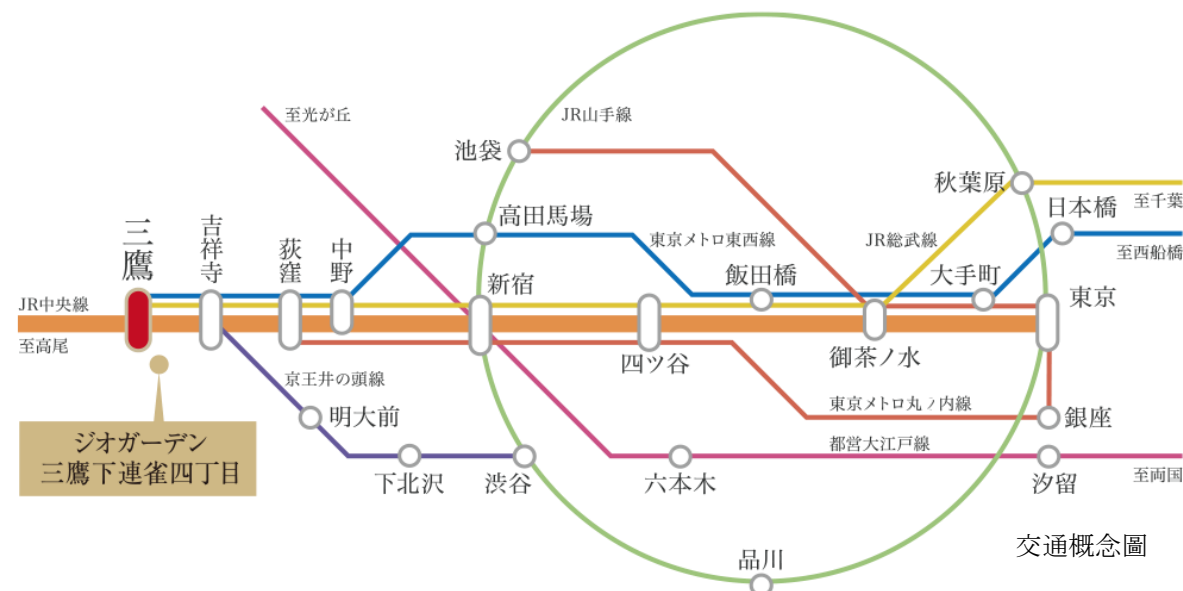 至光が丘
JR山手線
池袋
秋葉原
至千葉
日本橋
高田馬場
東京メトロ東西線
JR総武線
至西船橋
三鷹
吉祥寺
荻窪
中野
新宿
飯田橋
大手町
東京
JR中央線
至高尾
四ツ谷
御茶ノ水
京王井の頭線
明大前
東京メトロ丸ノ内線
銀座
ジオガーデン
三鷹下連雀四丁目
都営大江戸線
至両国
下北沢
渋谷
六本木
汐留
交通概念圖
品川